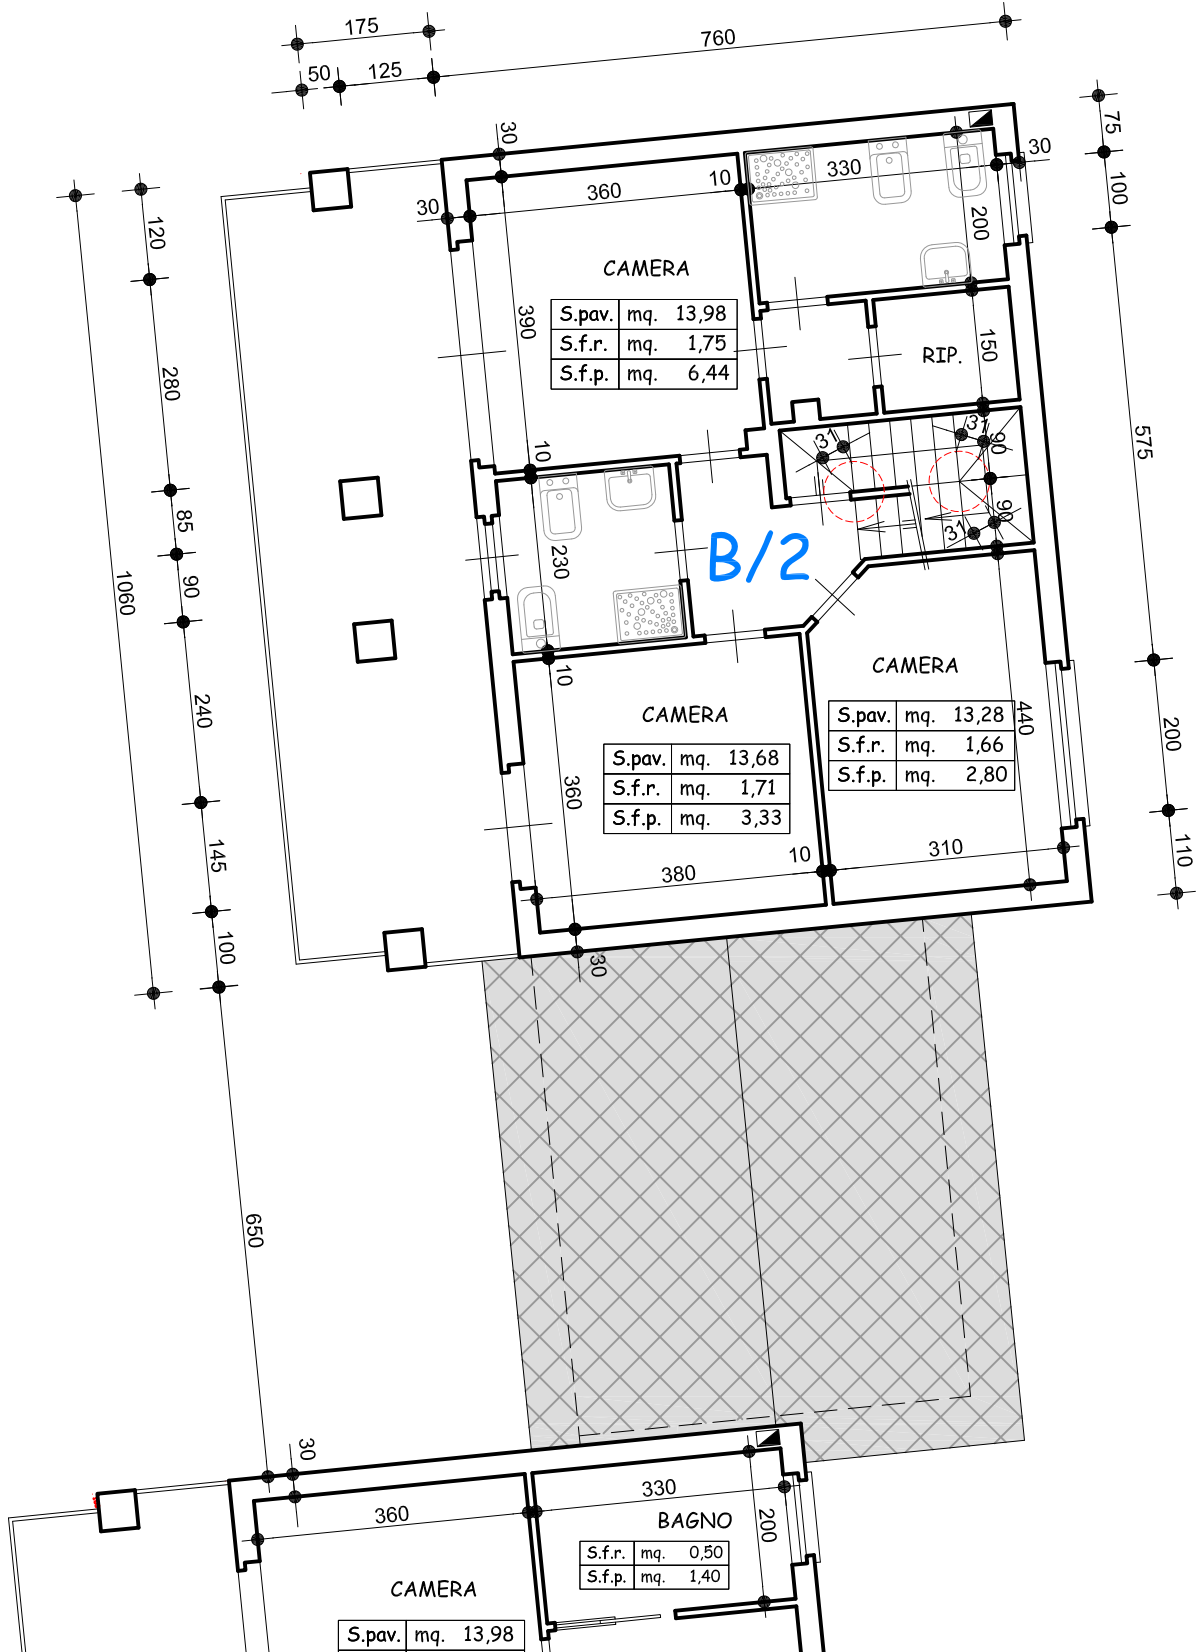 175
760
50
125
75
30
30
100
120
360
10
330
30
200
CAMERA
S.pav. mq. 13,98
S.f.r. mq. 1,75
S.f.p. mq. 6,44
390
280
150
RIP.
575
31
31
90
10
85
90
31
230
B/2
1060
90
10
CAMERA
S.pav. mq. 13,28
S.f.r. mq. 1,66
S.f.p. mq. 2,80
440
240
CAMERA
S.pav. mq. 13,68
S.f.r. mq. 1,71
S.f.p. mq. 3,33
200
360
145
10
310
110
380
100
30
650
30
360
330
BAGNO
200
S.f.r. mq. 0,50
S.f.p. mq. 1,40
CAMERA
S.pav. mq. 13,98